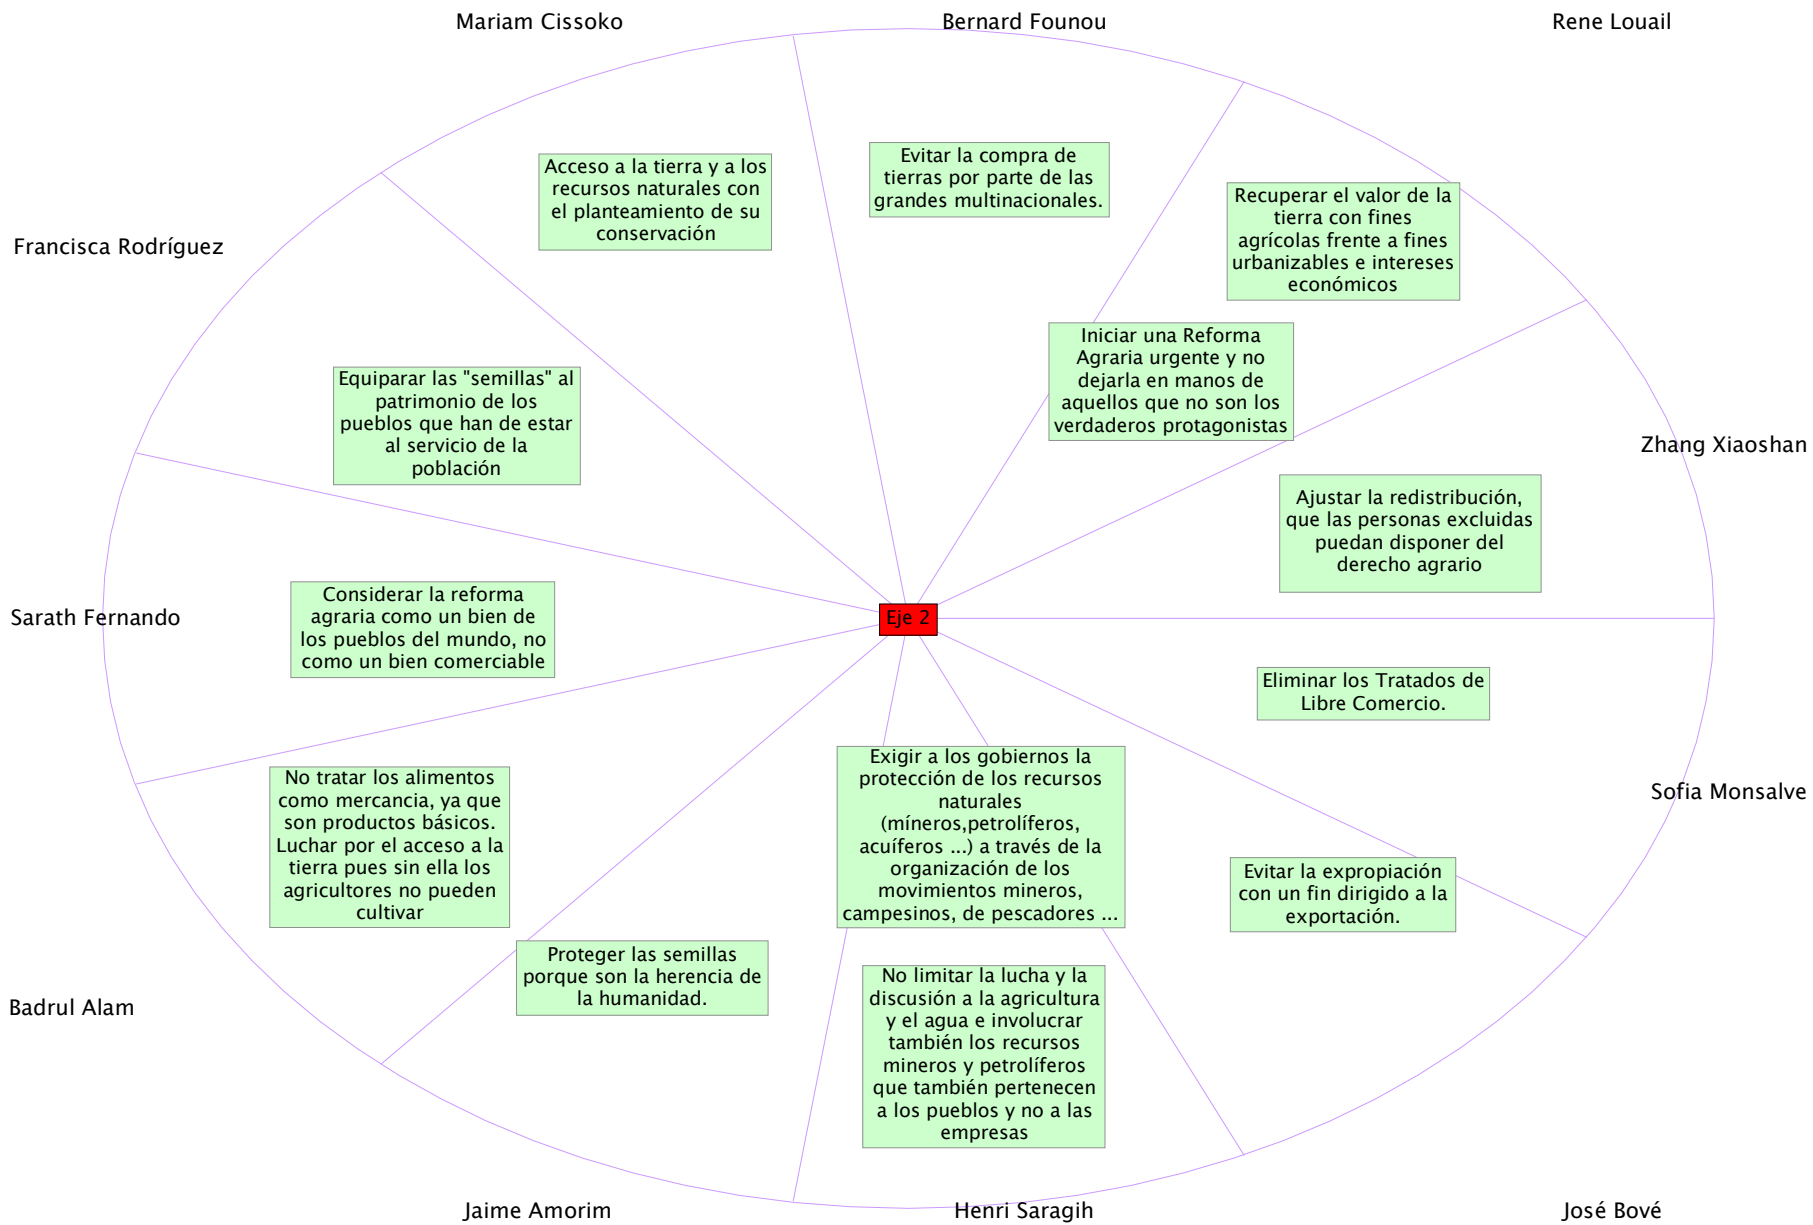 Mariam Cissoko
Bernard Founou
Rene Louail
Acceso a la tierra y a los
recursos naturales con
el planteamiento de su
conservación
Evitar la compra de
tierras por parte de las
grandes multinacionales.
Recuperar el valor de la
tierra con fines
agrícolas frente a fines
urbanizables e intereses
económicos
Francisca Rodríguez
Iniciar una Reforma
Agraria urgente y no
dejarla en manos de
aquellos que no son los
verdaderos protagonistas
Equiparar las "semillas" al
patrimonio de los
pueblos que han de estar
al servicio de la
población
Zhang Xiaoshan
Ajustar la redistribución,
que las personas excluidas
puedan disponer del
derecho agrario
Sarath Fernando
Considerar la reforma
agraria como un bien de
los pueblos del mundo, no
como un bien comerciable
Eje 2
Eliminar los Tratados de
Libre Comercio.
No tratar los alimentos
como mercancia, ya que
son productos básicos.
Luchar por el acceso a la
tierra pues sin ella los
agricultores no pueden
cultivar
Exigir a los gobiernos la
protección de los recursos
naturales
(míneros,petrolíferos,
acuíferos ...) a través de la
organización de los
movimientos mineros,
campesinos, de pescadores ...
Sofia Monsalve
Evitar la expropiación
con un fin dirigido a la
exportación.
Proteger las semillas
porque son la herencia de
la humanidad.
No limitar la lucha y la
discusión a la agricultura
y el agua e involucrar
también los recursos
mineros y petrolíferos
que también pertenecen
a los pueblos y no a las
empresas
Badrul Alam
Jaime Amorim
Henri Saragih
José Bové